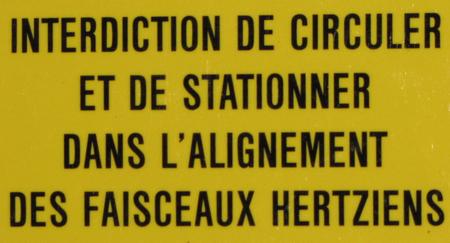 INTERDICTION DE CIRCULER
ET DE STATIONNER
DANS L'ALIGNEMENT
DES FAISCEAUX HERTZIENS